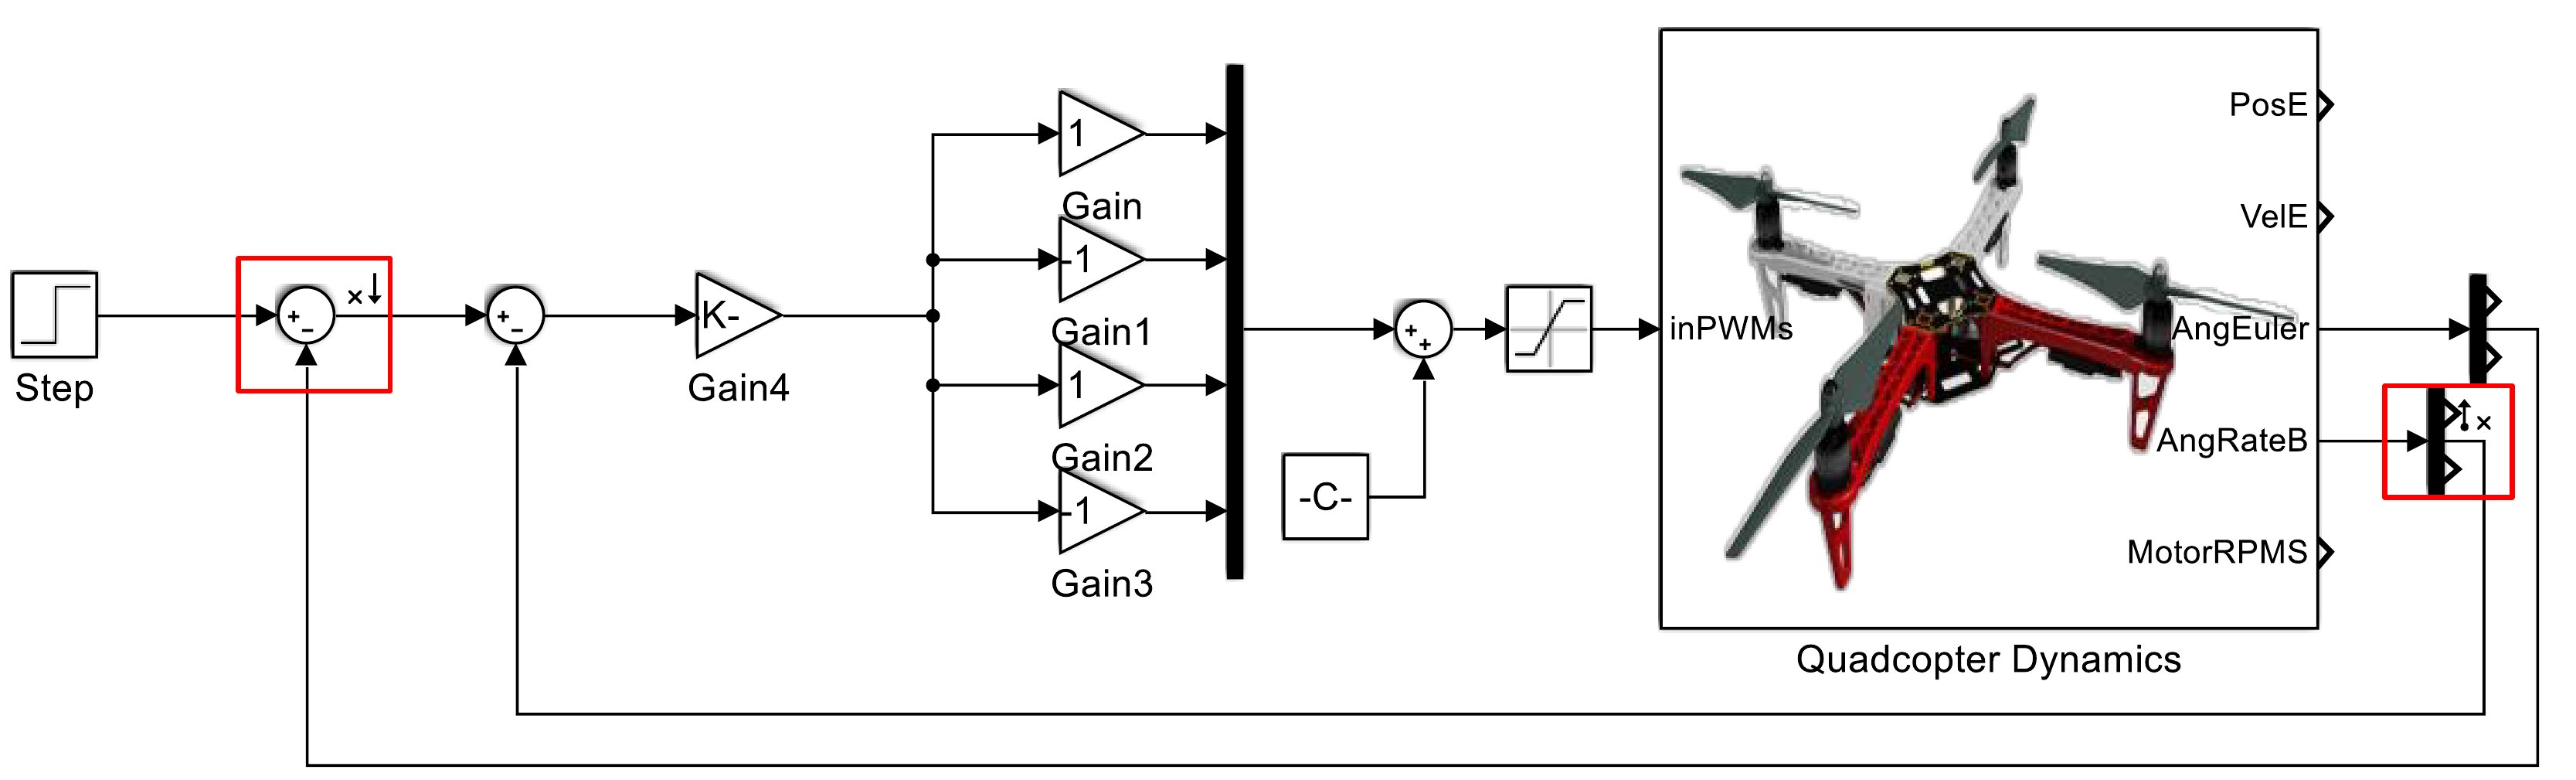 Step
+
−
×
+
−
K-
Gain4
1
Gain
-1
Gain1
1
Gain2
-1
Gain3
+
+
-C-
inPWMs
PosE
VelE
AngEuler
AngRateB
MotorRPMS
×
Quadcopter Dynamics